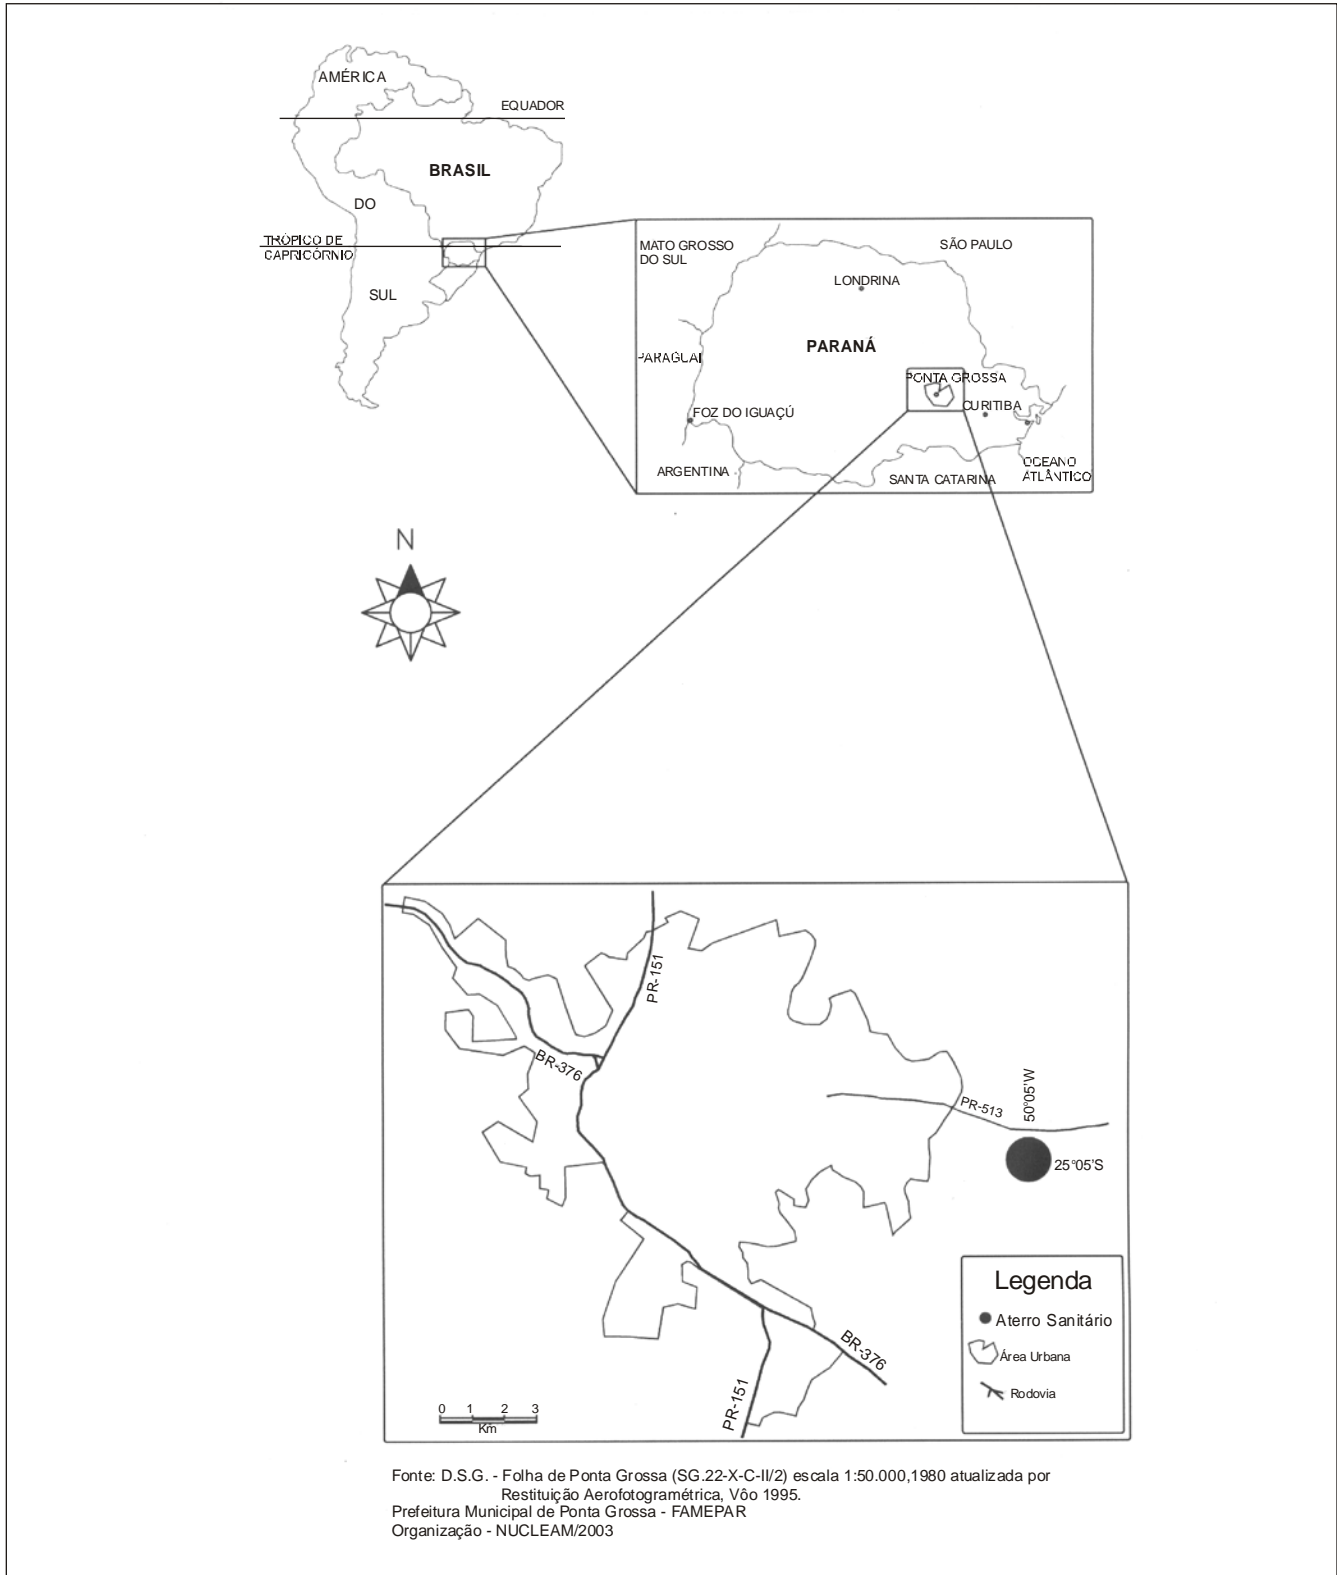 AMÉRICA
EQUADOR
BRASIL
DO
TRÓPICO DE
CAPRICÓRNIO
SUL
MATO GROSSO
DO SUL
SÃO PAULO
LONDRINA
PARANÁ
PARAGUAI
PONTA GROSSA
CURITIBA
FOZ DO IGUAÇÚ
ARGENTINA
SANTA CATARINA
OCEANO
ATLÂNTICO
N
PR-151
BR-376
PR-513
50°05'W
25°05'S
BR-376
PR-151
0 1 2 3
Km
Legenda
Aterro Sanitário
Área Urbana
Rodovia
Fonte: D.S.G. - Folha de Ponta Grossa (SG.22-X-C-II/2) escala 1:50.000,1980 atualizada por
Restituição Aerofotogramétrica, Vôo 1995.
Prefeitura Municipal de Ponta Grossa - FAMEPAR
Organização - NUCLEAM/2003